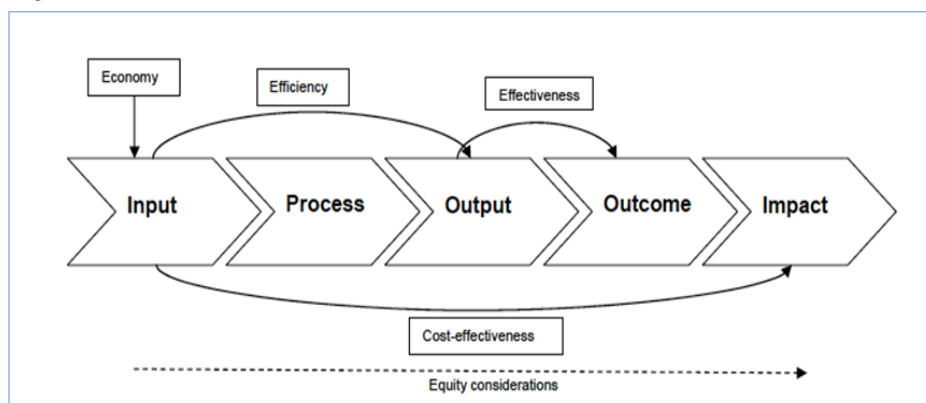 Economy
Efficiency
Effectiveness
Input
Process
Output
Outcome
Impact
Cost-effectiveness
Equity considerations